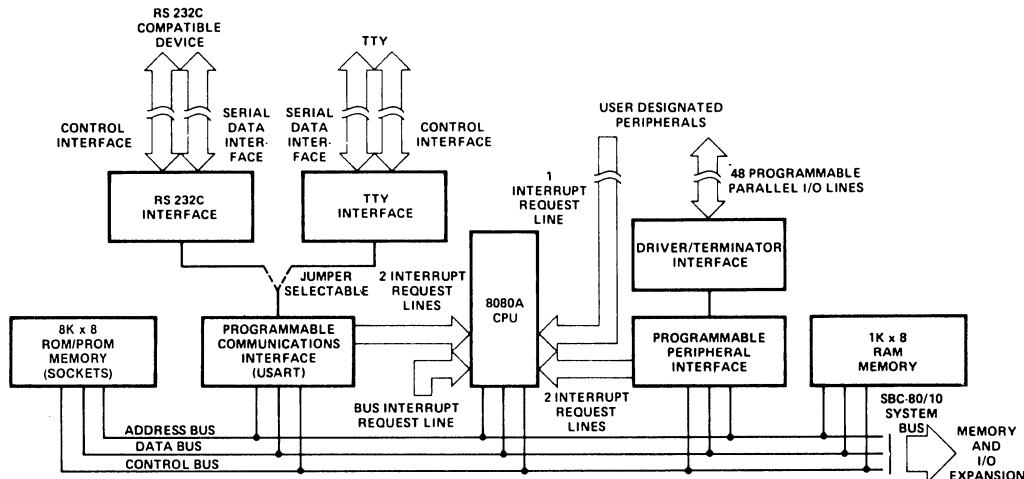 RS 232C
COMPATIBLE
DEVICE
TTY
CONTROL
INTERFACE
SERIAL
DATA
INTER-
FACE
SERIAL
DATA
INTER-
FACE
CONTROL
INTERFACE
USER DESIGNATED
PERIPHERALS
1
INTERRUPT
REQUEST
LINE
48 PROGRAMMABLE
PARALLEL I/O LINES
RS 232C
INTERFACE
TTY
INTERFACE
DRIVER/TERMINATOR
INTERFACE
JUMPER
SELECTABLE
2 INTERRUPT
REQUEST
LINES
8080A
CPU
8K x 8
ROM/PROM
MEMORY
(SOCKETS)
PROGRAMMABLE
COMMUNICATIONS
INTERFACE
(USART)
PROGRAMMABLE
PERIPHERAL
INTERFACE
1K x 8
RAM
MEMORY
BUS INTERRUPT
REQUEST LINE
2 INTERRUPT
REQUEST
LINES
SBC-80/10
SYSTEM
BUS
ADDRESS BUS
DATA BUS
CONTROL BUS
MEMORY
AND
I/O
EXPANSION